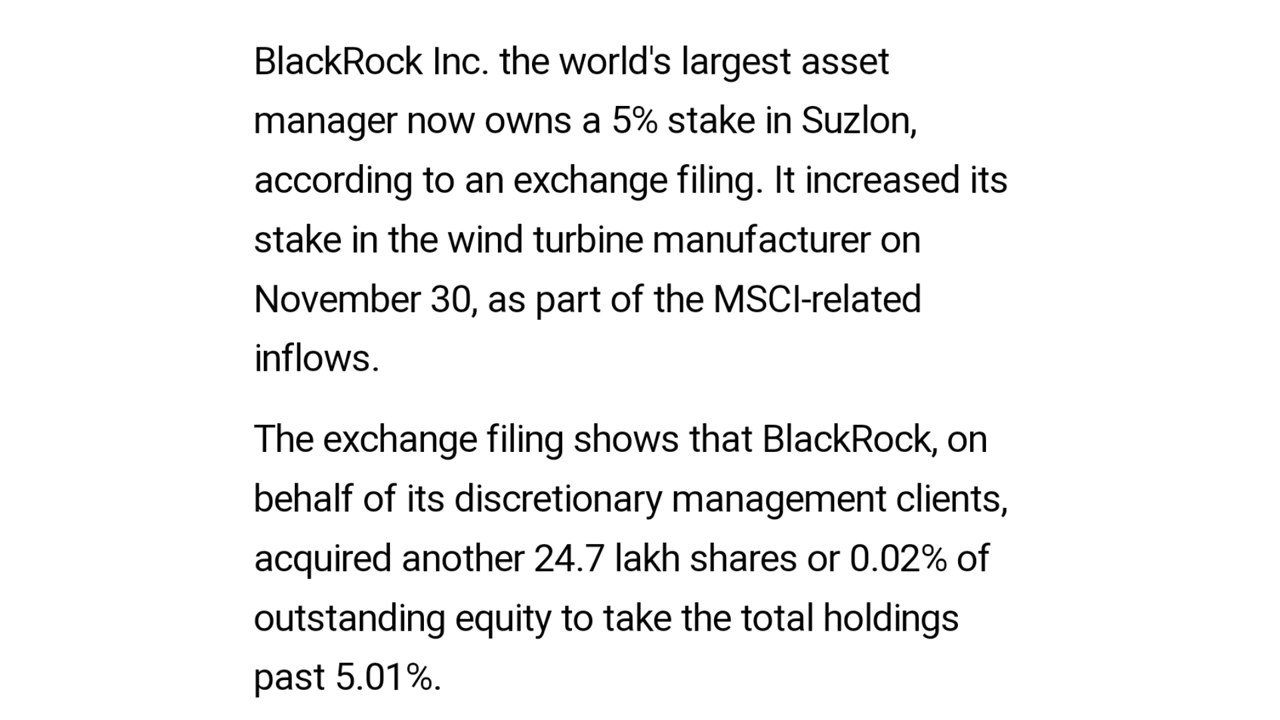 BlackRock Inc. the world's largest asset
manager now owns a 5% stake in Suzlon,
according to an exchange filing. It increased its
stake in the wind turbine manufacturer on
November 30, as part of the MSCI-related
inflows.
The exchange filing shows that BlackRock, on
behalf of its discretionary management clients,
acquired another 24.7 lakh shares or 0.02% of
outstanding equity to take the total holdings
past 5.01%.